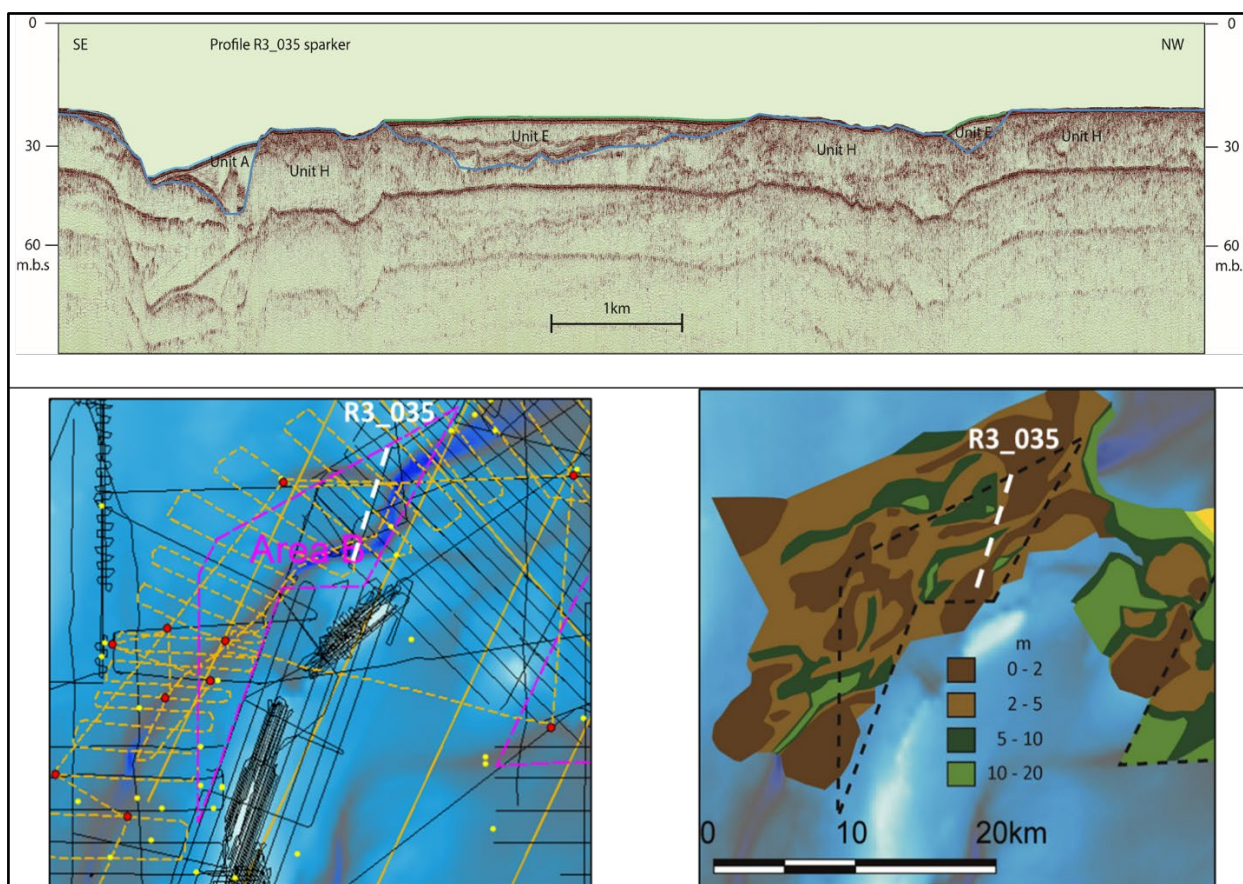 0
0
SE
Profile R3_035 sparker
NW
Unit E
Unit E
Unit A
Unit H
Unit H
Unit H
30
30
60
60
m.b.s
m.b.
1km
R3_035
Area B
R3_035
m
0 - 2
2 - 5
5 - 10
10 - 20
0
10
20km